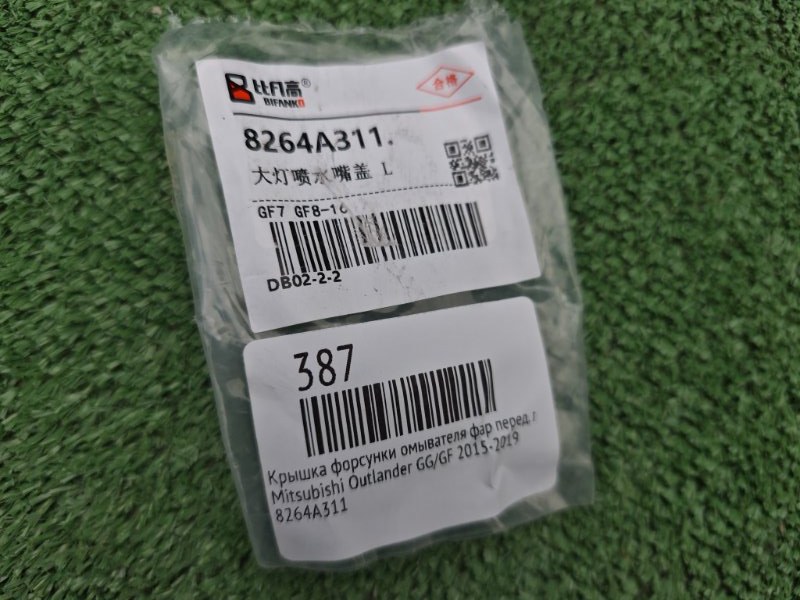 比凡高®
BIFANKO
合格
8264A311.
大灯喷水嘴盖 L
GF7 GF8-16
DB02-2-2
387
Крышка форсунки омывателя фар перед.
Mitsubishi Outlander GG/GF 2015-2019
8264A311